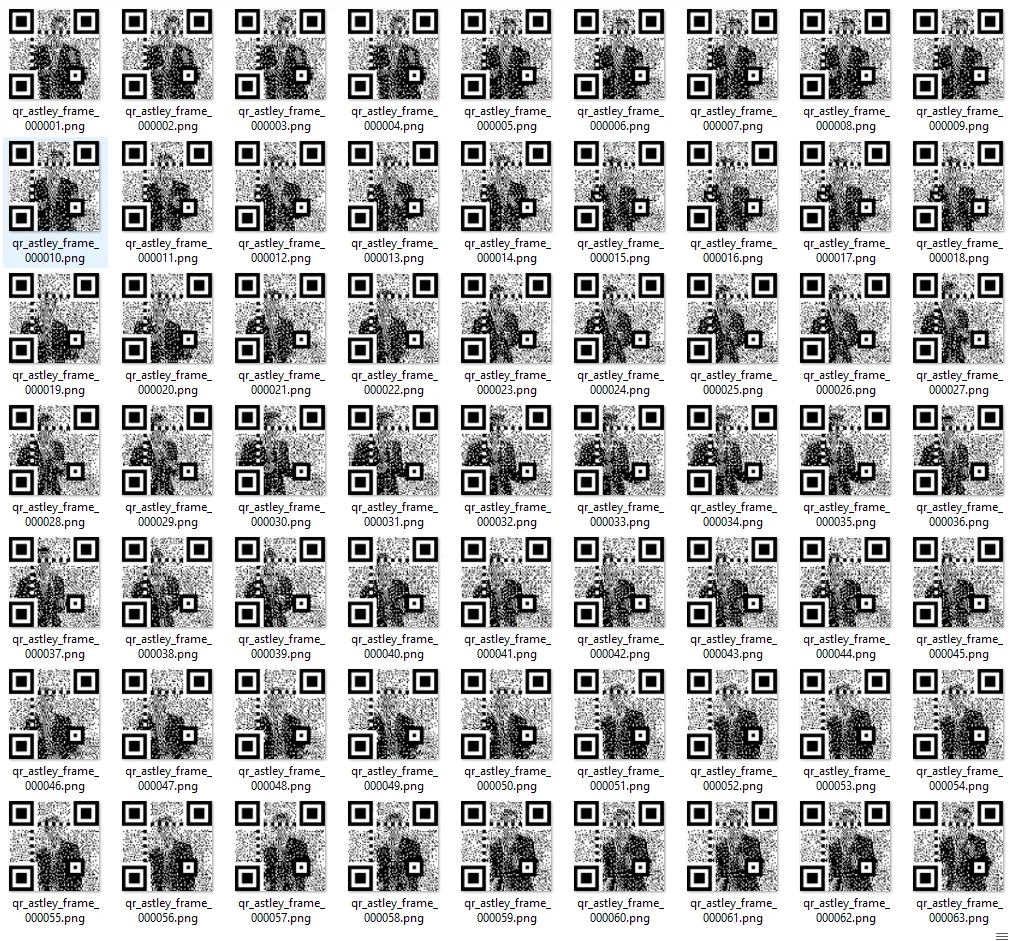 qr_astley_frame_ qr_astley_frame_ qr_astley_frame_ qr_astley_frame_ qr_astley_frame_ qr_astley_frame_ qr_astley_frame_ qr_astley_frame_ qr_astley_frame_
000001.png 000002.png 000003.png 000004.png 000005.png 000006.png 000007.png 000008.png 000009.png
qr_astley_frame_ qr_astley_frame_ qr_astley_frame_ qr_astley_frame_ qr_astley_frame_ qr_astley_frame_ qr_astley_frame_ qr_astley_frame_ qr_astley_frame_
000010.png 000011.png 000012.png 000013.png 000014.png 000015.png 000016.png 000017.png 000018.png
qr_astley_frame_ qr_astley_frame_ qr_astley_frame_ qr_astley_frame_ qr_astley_frame_ qr_astley_frame_ qr_astley_frame_ qr_astley_frame_ qr_astley_frame_
000019.png 000020.png 000021.png 000022.png 000023.png 000024.png 000025.png 000026.png 000027.png
qr_astley_frame_ qr_astley_frame_ qr_astley_frame_ qr_astley_frame_ qr_astley_frame_ qr_astley_frame_ qr_astley_frame_ qr_astley_frame_ qr_astley_frame_
000028.png 000029.png 000030.png 000031.png 000032.png 000033.png 000034.png 000035.png 000036.png
qr_astley_frame_ qr_astley_frame_ qr_astley_frame_ qr_astley_frame_ qr_astley_frame_ qr_astley_frame_ qr_astley_frame_ qr_astley_frame_ qr_astley_frame_
000037.png 000038.png 000039.png 000040.png 000041.png 000042.png 000043.png 000044.png 000045.png
qr_astley_frame_ qr_astley_frame_ qr_astley_frame_ qr_astley_frame_ qr_astley_frame_ qr_astley_frame_ qr_astley_frame_ qr_astley_frame_ qr_astley_frame_
000046.png 000047.png 000048.png 000049.png 000050.png 000051.png 000052.png 000053.png 000054.png
qr_astley_frame_ qr_astley_frame_ qr_astley_frame_ qr_astley_frame_ qr_astley_frame_ qr_astley_frame_ qr_astley_frame_ qr_astley_frame_ qr_astley_frame_
000055.png 000056.png 000057.png 000058.png 000059.png 000060.png 000061.png 000062.png 000063.png